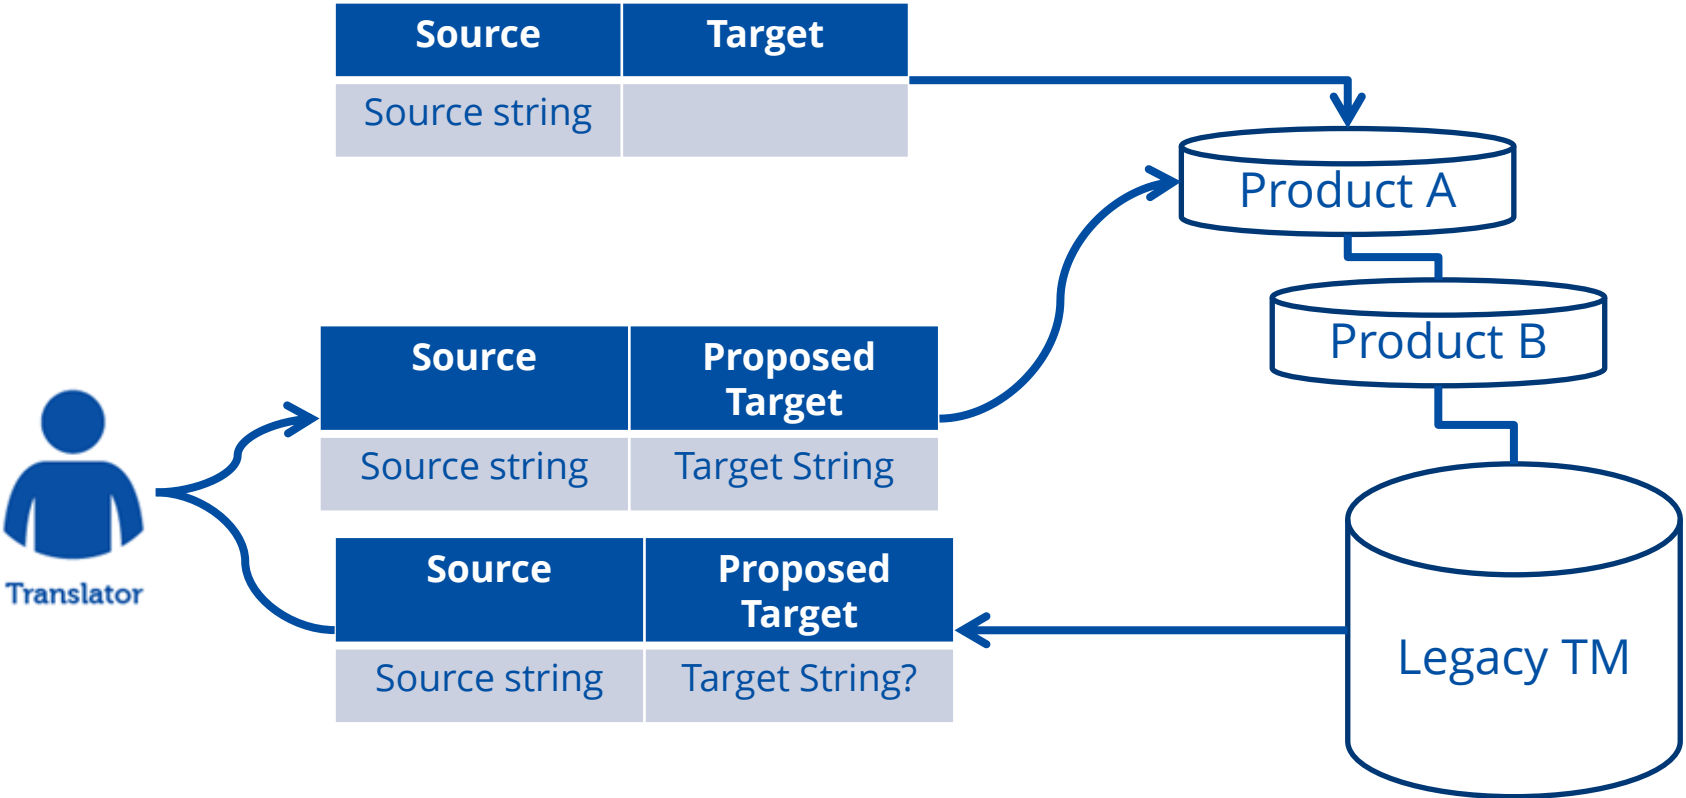 Source Target
Source string
Product A
Product B
Source Proposed Target
Source string Target String
Translator
Source Proposed Target
Source string Target String?
Legacy TM